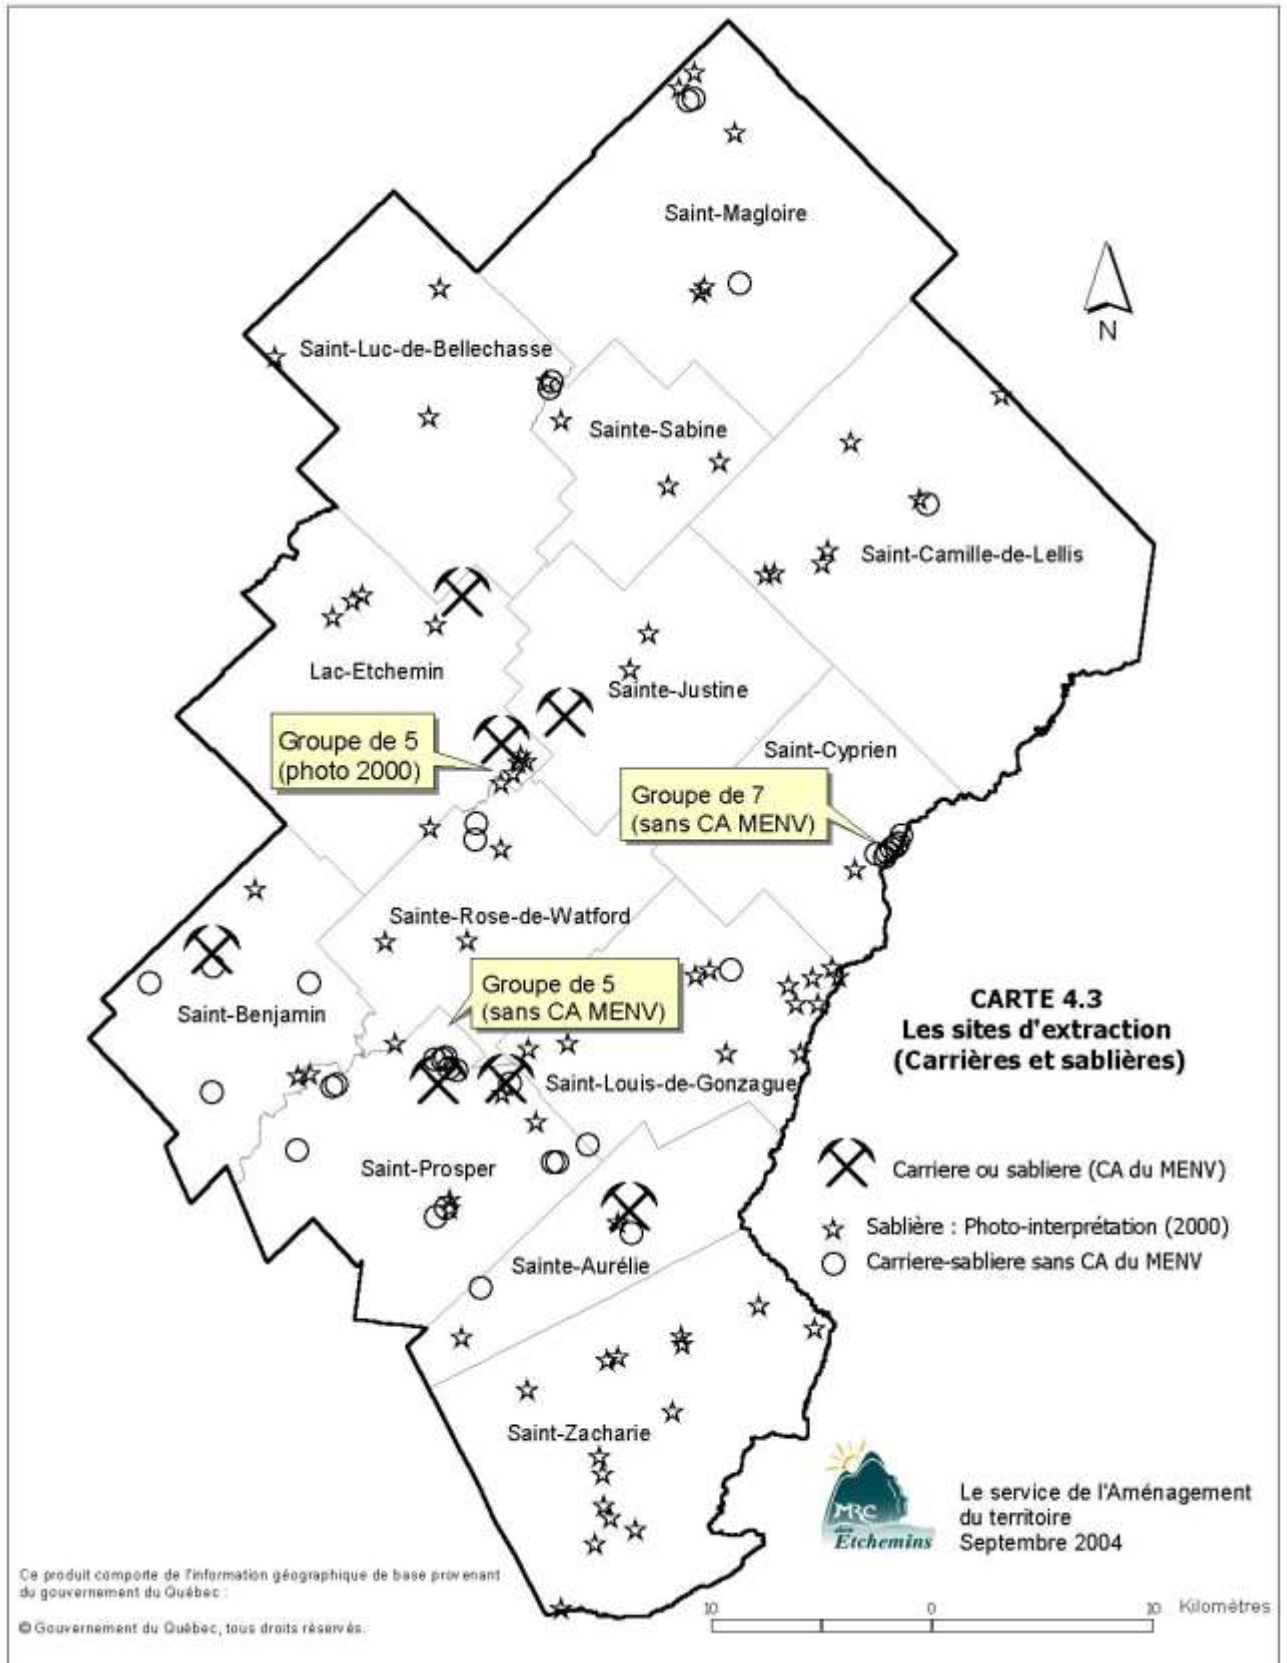 Saint-Magloire
N
Saint-Luc-de-Bellechasse
Sainte-Sabine
Saint-Camille-de-Lellis
Lac-Etchemin
Sainte-Justine
Groupe de 5
(photo 2000)
Saint-Cyprien
Groupe de 7
(sans CA MENV)
Sainte-Rose-de-Watford
Groupe de 5
(sans CA MENV)
Saint-Benjamin
CARTE 4.3
Les sites d'extraction
(Carrières et sablières)
Saint-Louis-de-Gonzague
Saint-Prosper
Carriere ou sabliere (CA du MENV)
Sablière : Photo-interprétation (2000)
Carriere-sabliere sans CA du MENV
Sainte-Aurélie
Saint-Zacharie
MRC
des
Etchemins
Le service de l'Aménagement
du territoire
Septembre 2004
Ce produit comporte de l'information géographique de base provenant
du gouvernement du Québec :
© Gouvernement du Québec, tous droits réservés.
10 0 10 Kilomètres